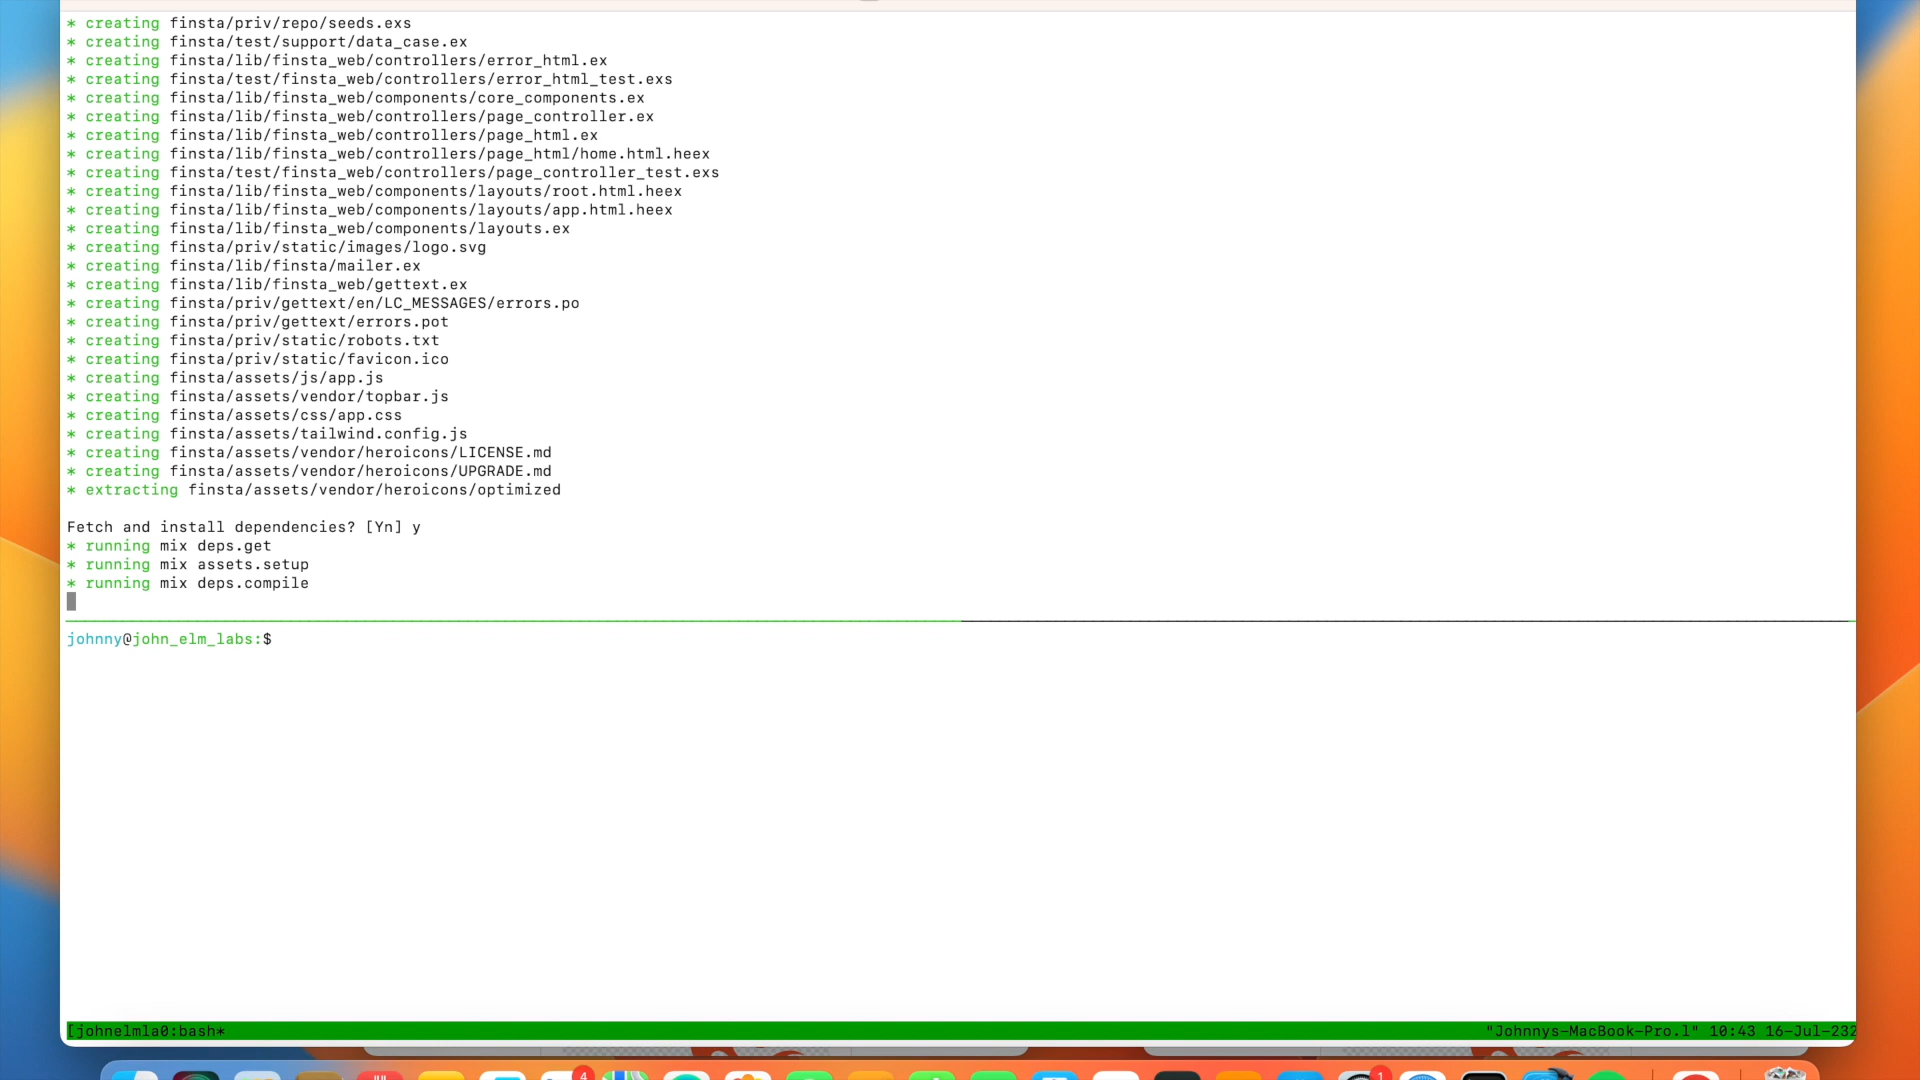 * creating finsta/priv/repo/seeds.exs
* creating finsta/test/support/data_case.ex
* creating finsta/lib/finsta_web/controllers/error_html.ex
* creating finsta/test/finsta_web/controllers/error_html_test.exs
* creating finsta/lib/finsta_web/components/core_components.ex
* creating finsta/lib/finsta_web/controllers/page_controller.ex
* creating finsta/lib/finsta_web/controllers/page_html.ex
* creating finsta/lib/finsta_web/controllers/page_html/home.html.heex
* creating finsta/test/finsta_web/controllers/page_controller_test.exs
* creating finsta/lib/finsta_web/components/layouts/root.html.heex
* creating finsta/lib/finsta_web/components/layouts/app.html.heex
* creating finsta/lib/finsta_web/components/layouts.ex
* creating finsta/priv/static/images/logo.svg
* creating finsta/lib/finsta/mailer.ex
* creating finsta/lib/finsta_web/gettext.ex
* creating finsta/priv/gettext/en/LC_MESSAGES/errors.po
* creating finsta/priv/gettext/errors.pot
* creating finsta/priv/static/robots.txt
* creating finsta/priv/static/favicon.ico
* creating finsta/assets/js/app.js
* creating finsta/assets/vendor/topbar.js
* creating finsta/assets/css/app.css
* creating finsta/assets/tailwind.config.js
* creating finsta/assets/vendor/heroicons/LICENSE.md
* creating finsta/assets/vendor/heroicons/UPGRADE.md
* extracting finsta/assets/vendor/heroicons/optimized
Fetch and install dependencies? [Yn] y
* running mix deps.get
* running mix assets.setup
* running mix deps.compile
johnny@john_elm_labs:$
[johnelmla0:bash* "Johnnys-MacBook-Pro.l" 10:43 16-Jul-232
4 1